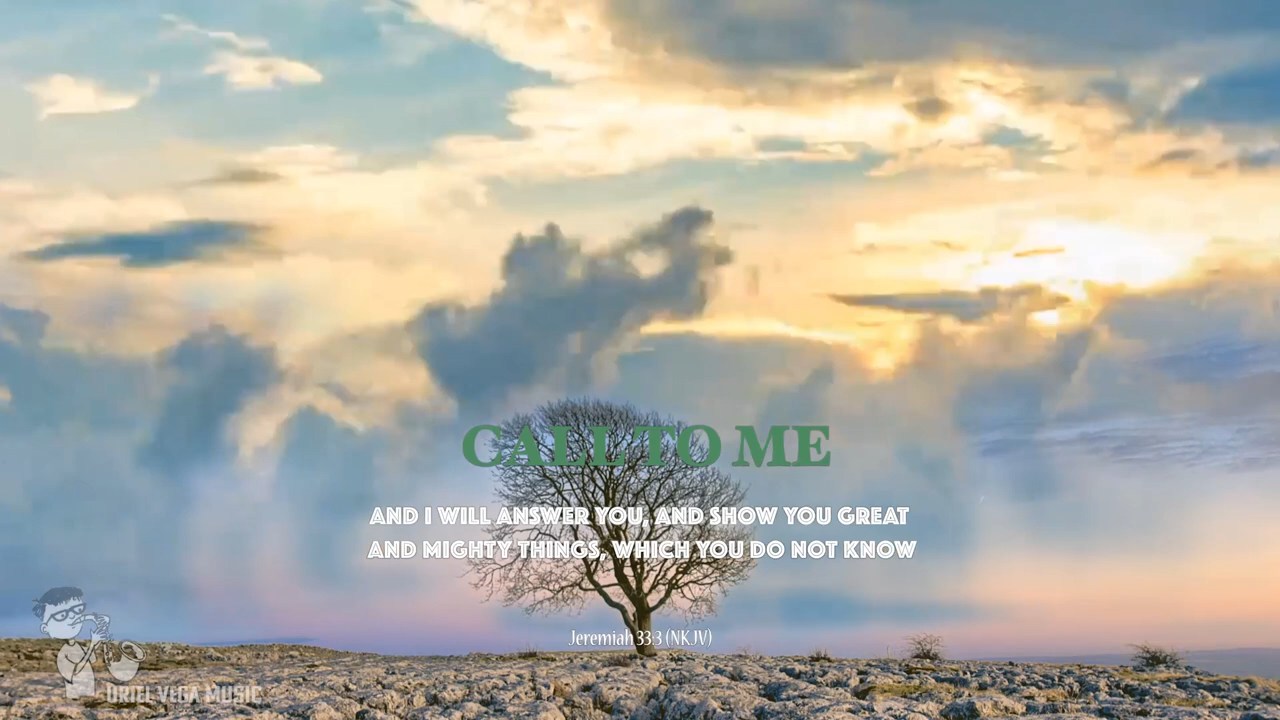 CALL TO ME
AND I WILL ANSWER YOU, AND SHOW YOU GREAT
AND MIGHTY THINGS, WHICH YOU DO NOT KNOW
Jeremiah 33:3 (NKJV)
ORIEL VEGA MUSIC